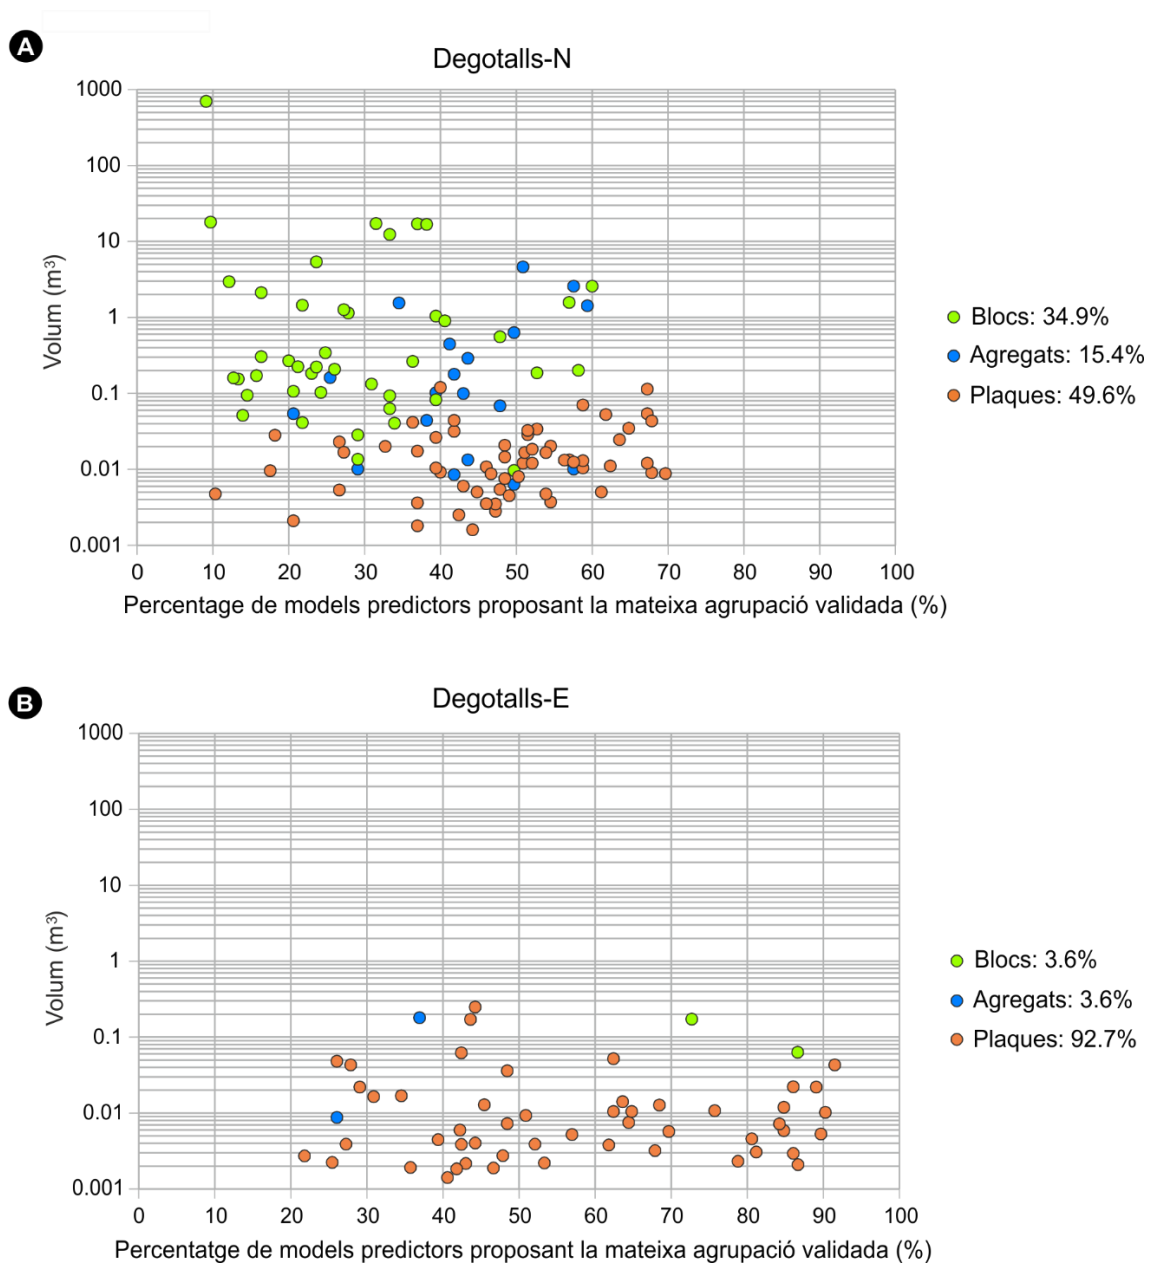 A
Degotalls-N
1000
100
10
1
0.1
0.01
0.001
Volum (m³)
0 10 20 30 40 50 60 70 80 90 100
Percentage de models predictors proposant la mateixa agrupació validada (%)
Blocs: 34.9%
Agregats: 15.4%
Plaques: 49.6%
B
Degotalls-E
1000
100
10
1
0.1
0.01
0.001
Volum (m³)
0 10 20 30 40 50 60 70 80 90 100
Percentatge de models predictors proposant la mateixa agrupació validada (%)
Blocs: 3.6%
Agregats: 3.6%
Plaques: 92.7%